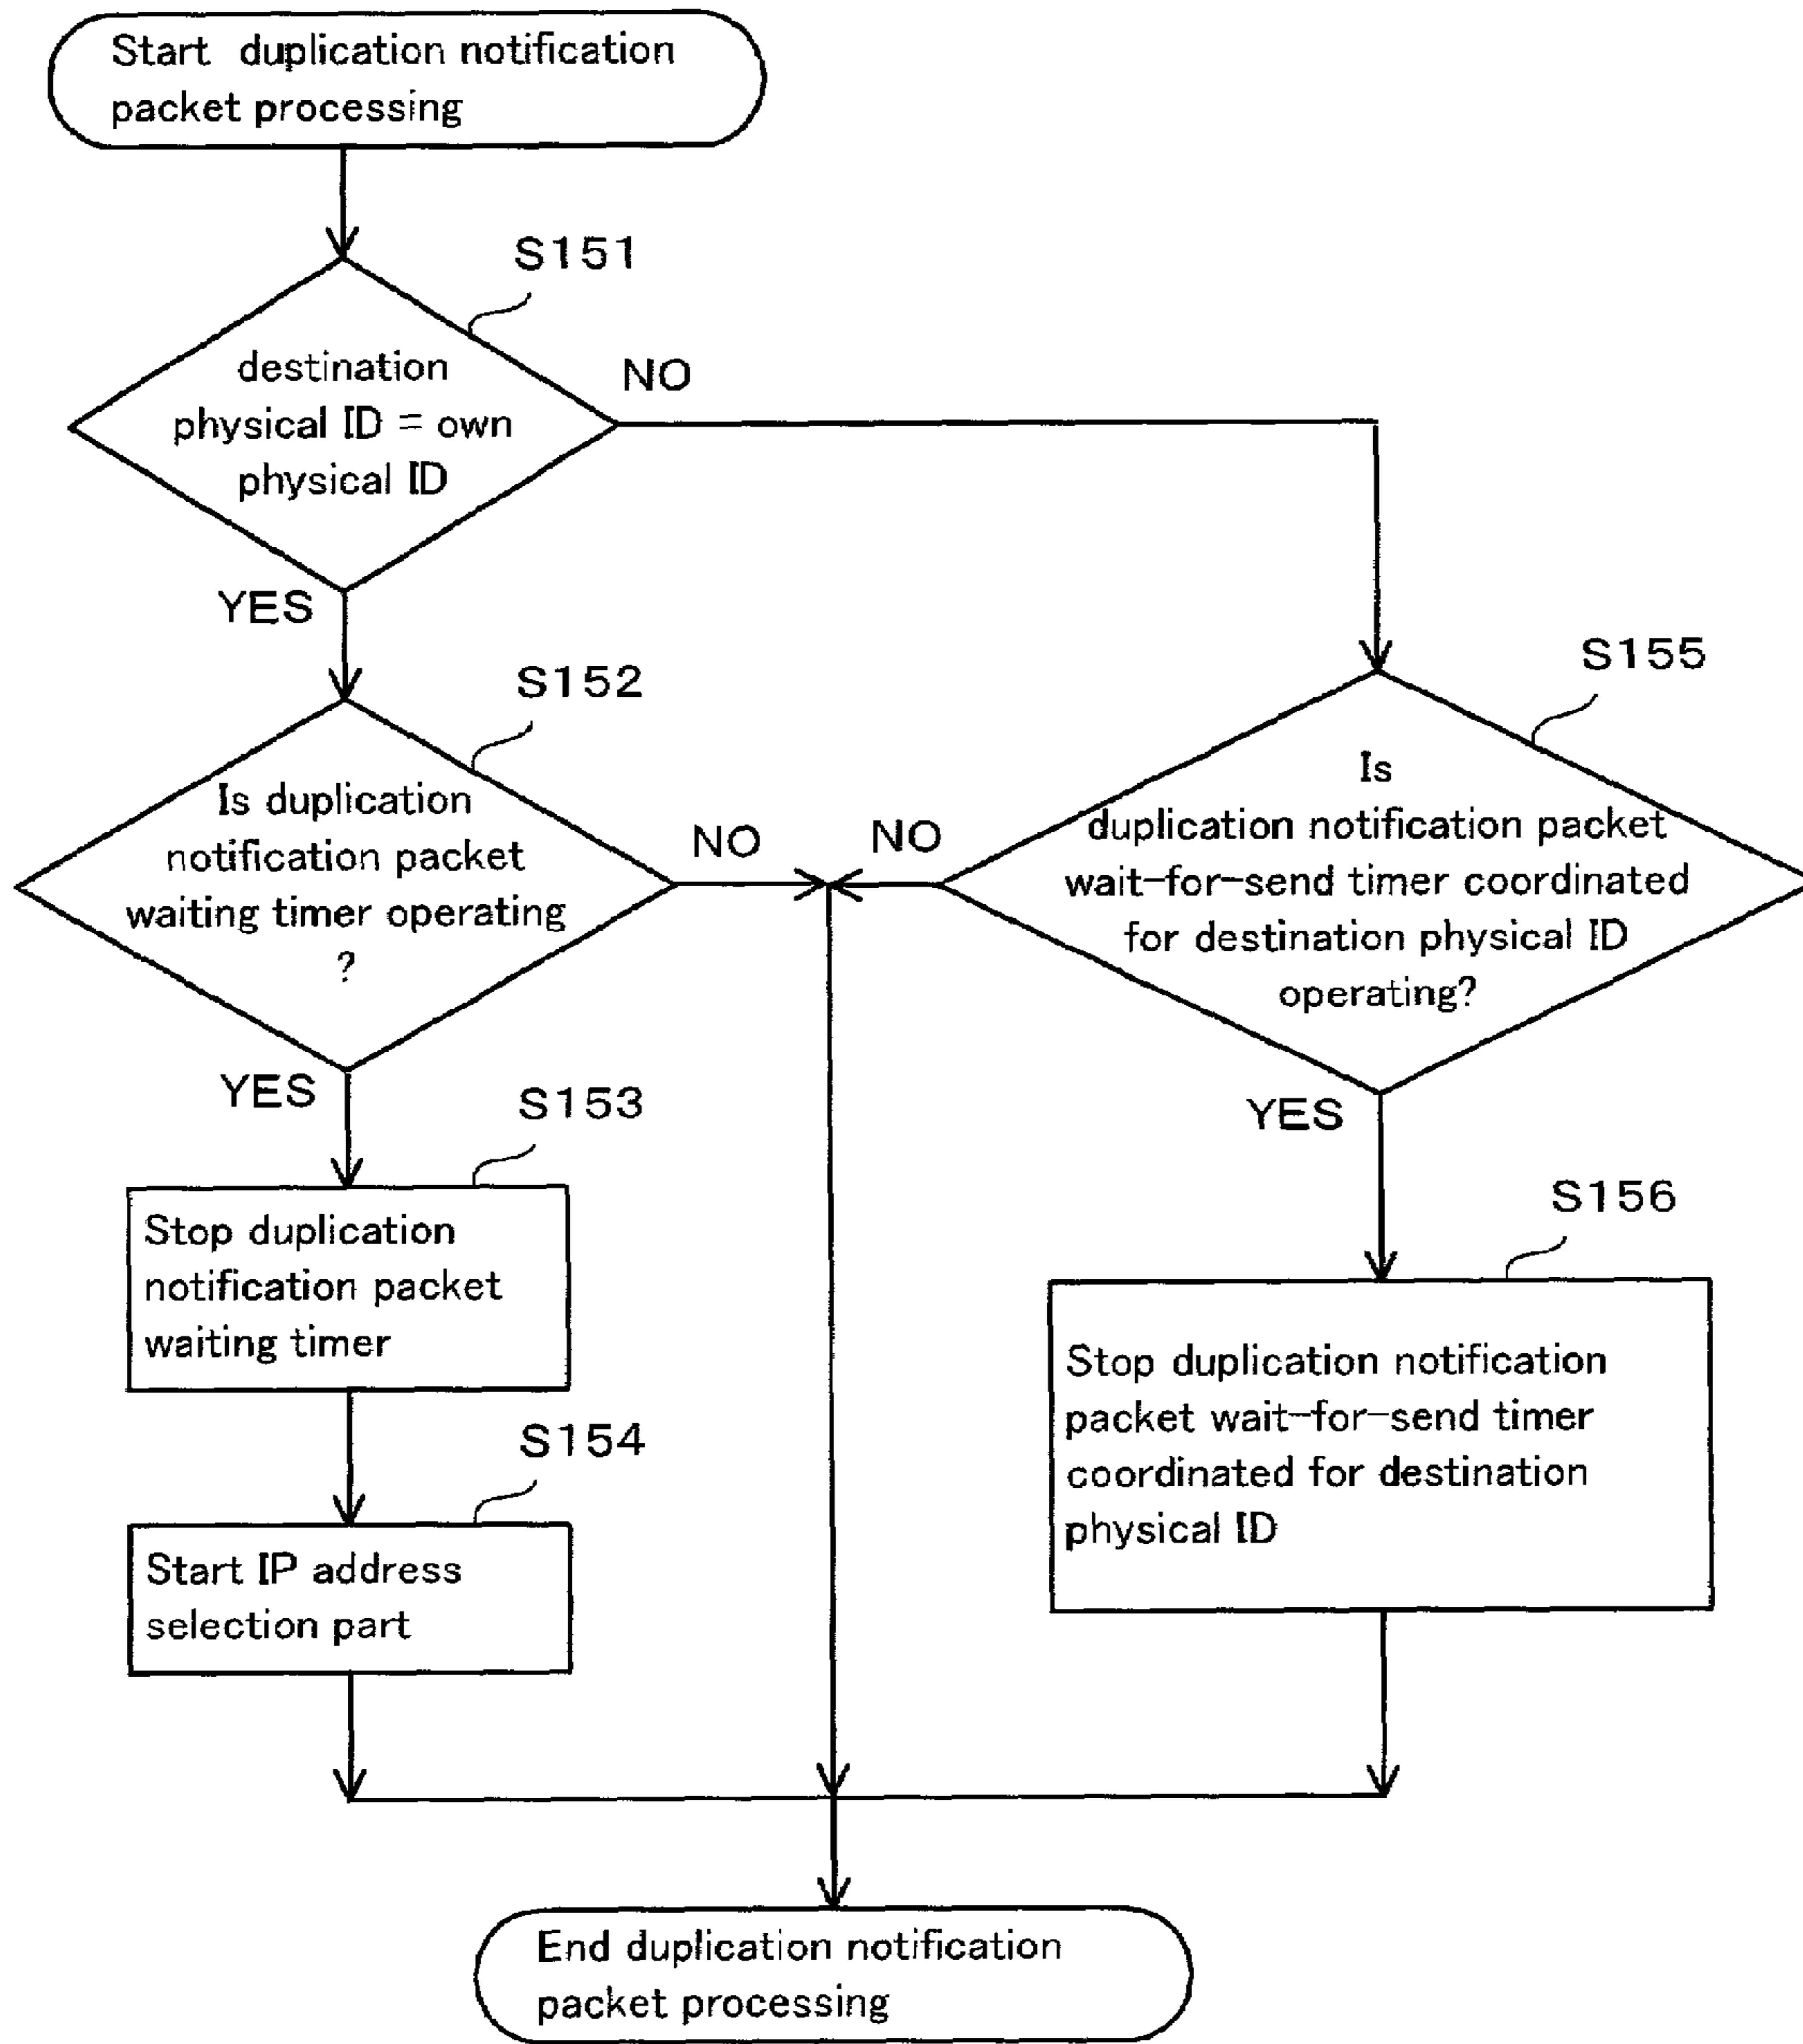 Start duplication notification
packet processing
S151
destination
physical ID = own
physical ID
NO
YES
S152
Is duplication
notification packet
waiting timer operating
?
NO
YES
S155
Is
duplication notification packet
wait-for-send timer coordinated
for destination physical ID
operating?
NO
YES
S153
Stop duplication
notification packet
waiting timer
S154
Start IP address
selection part
S156
Stop duplication notification
packet wait-for-send timer
coordinated for destination
physical ID
End duplication notification
packet processing